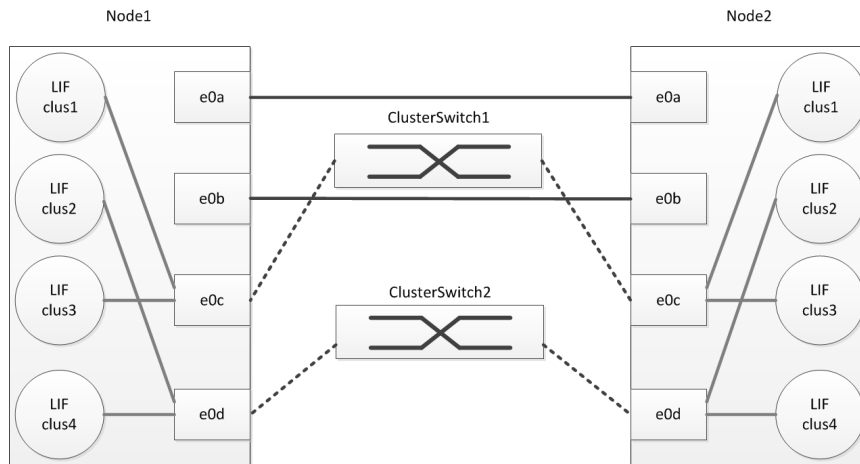 Node1
Node2
LIF
clus1
e0a
e0a
LIF
clus1
ClusterSwitch1
LIF
clus2
e0b
e0b
LIF
clus2
LIF
clus3
e0c
ClusterSwitch2
e0c
LIF
clus3
LIF
clus4
e0d
e0d
LIF
clus4